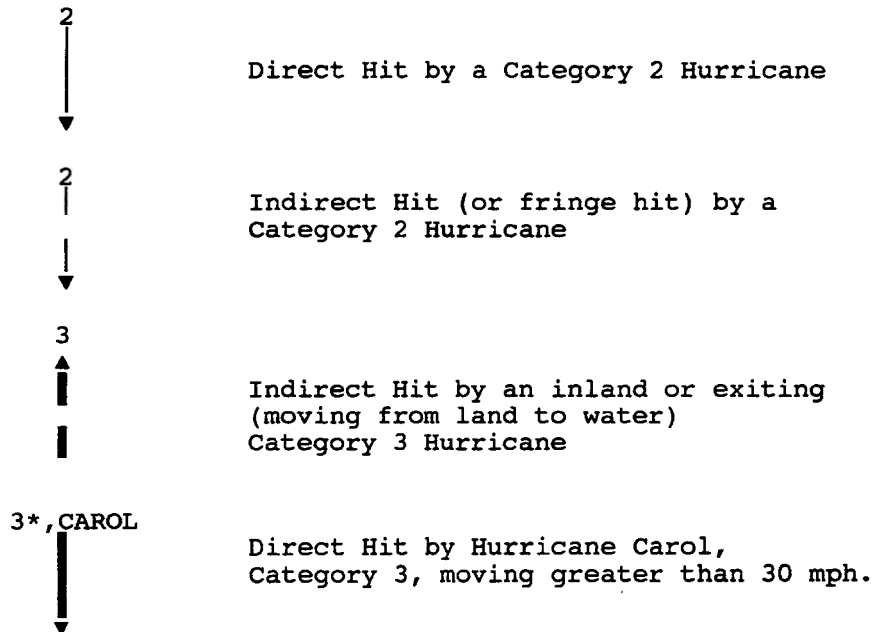 2
Direct Hit by a Category 2 Hurricane
2
Indirect Hit (or fringe hit) by a
Category 2 Hurricane
3
Indirect Hit by an inland or exiting
(moving from land to water)
Category 3 Hurricane
3*,CAROL
Direct Hit by Hurricane Carol,
Category 3, moving greater than 30 mph.